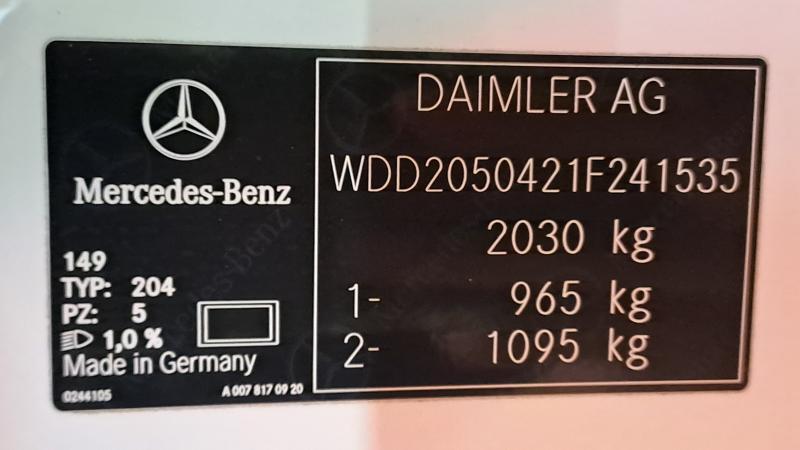 Mercedes-Benz
149
TYP: 204
PZ: 5
1,0 %
Made in Germany
0244105
A 007 817 09 20
DAIMLER AG
WDD2050421F241535
2030 kg
1- 965 kg
2- 1095 kg